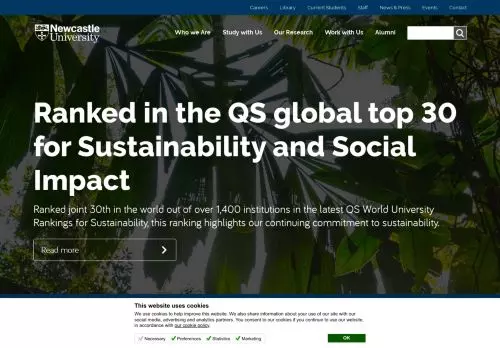 Careers Library Current Students Staff News & Press Events Contact
Newcastle
University
Who we Are Study with Us Our Research Work with Us Alumni
Ranked in the QS global top 30
for Sustainability and Social
Impact
Ranked joint 30th in the world out of over 1,400 institutions in the latest QS World University
Rankings for Sustainability, this ranking highlights our continuing commitment to sustainability.
Read more
This website uses cookies
We use cookies to help improve this website. We also share information about your use of our site with our
social media, advertising and analytics partners. You consent to our cookies if you continue to use our website,
in accordance with our cookie policy.
Necessary Preferences Statistics Marketing
OK